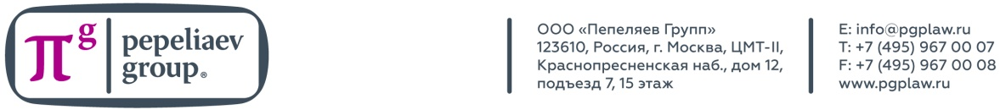 πg
pepeliaev
group®
ООО «Пепеляев Групп»
123610, Россия, г. Москва, ЦМТ-II,
Краснопресненская наб., дом 12,
подъезд 7, 15 этаж
E: info@pgplaw.ru
T: +7 (495) 967 00 07
F: +7 (495) 967 00 08
www.pgplaw.ru